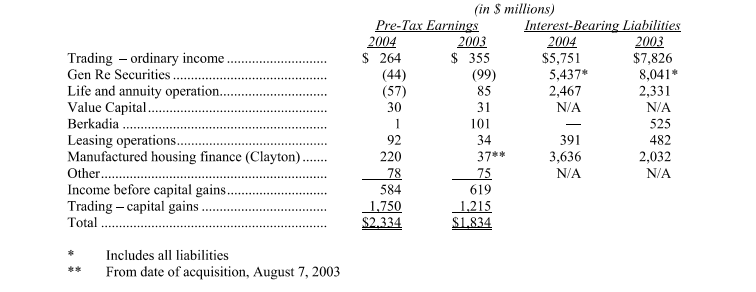 (in $ millions)
Pre-Tax Earnings Interest-Bearing Liabilities
2004 2003 2004 2003
Trading – ordinary income ............................ $ 264 $ 355 $5,751 $7,826
Gen Re Securities ........................................ (44) (99) 5,437* 8,041*
Life and annuity operation............................ (57) 85 2,467 2,331
Value Capital.............................................. 30 31 N/A N/A
Berkadia .................................................... 1 101 — 525
Leasing operations....................................... 92 34 391 482
Manufactured housing finance (Clayton)....... 220 37** 3,636 2,032
Other.......................................................... 78 75 N/A N/A
Income before capital gains.......................... 584 619
Trading – capital gains ................................ 1,750 1,215
Total .......................................................... $2,334 $1,834
* Includes all liabilities
** From date of acquisition, August 7, 2003